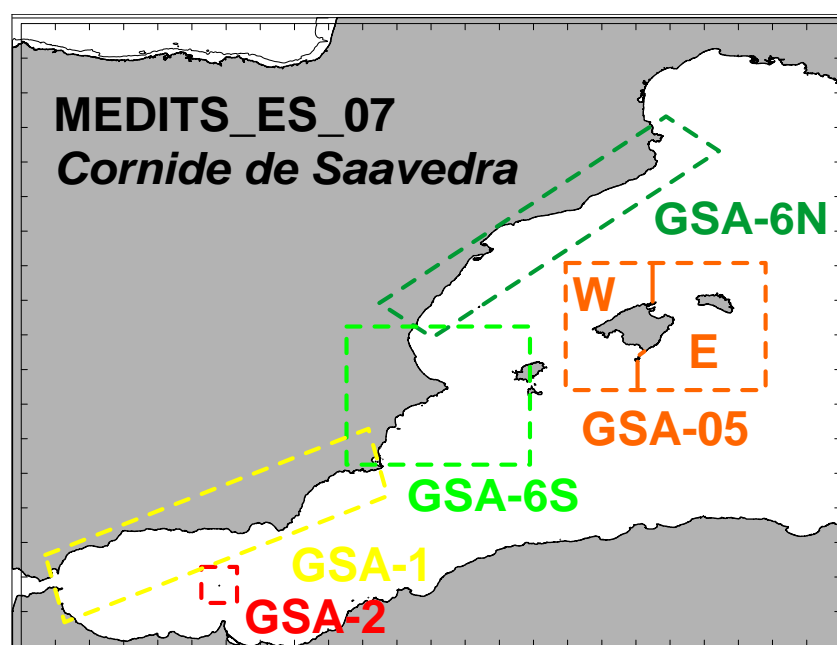 MEDITS_ES_07
Cornide de Saavedra
GSA-6N
W
E
GSA-05
GSA-6S
GSA-1
GSA-2